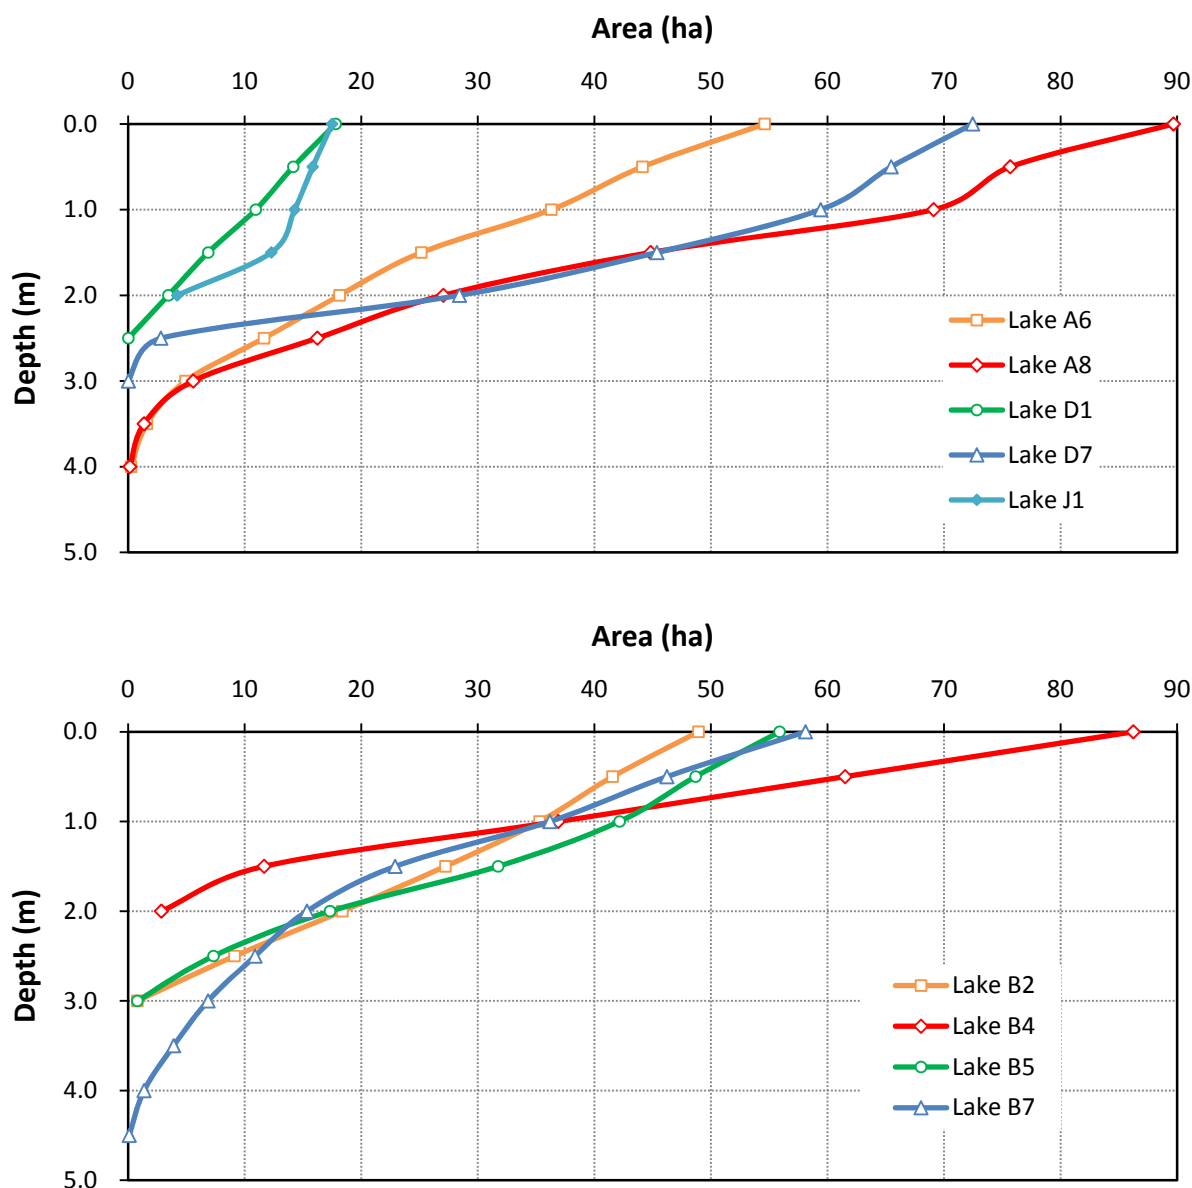 Area (ha)
0 10 20 30 40 50 60 70 80 90
0.0
1.0
2.0
3.0
4.0
5.0
Depth (m)
Lake A6
Lake A8
Lake D1
Lake D7
Lake J1
Area (ha)
0 10 20 30 40 50 60 70 80 90
0.0
1.0
2.0
3.0
4.0
5.0
Depth (m)
Lake B2
Lake B4
Lake B5
Lake B7